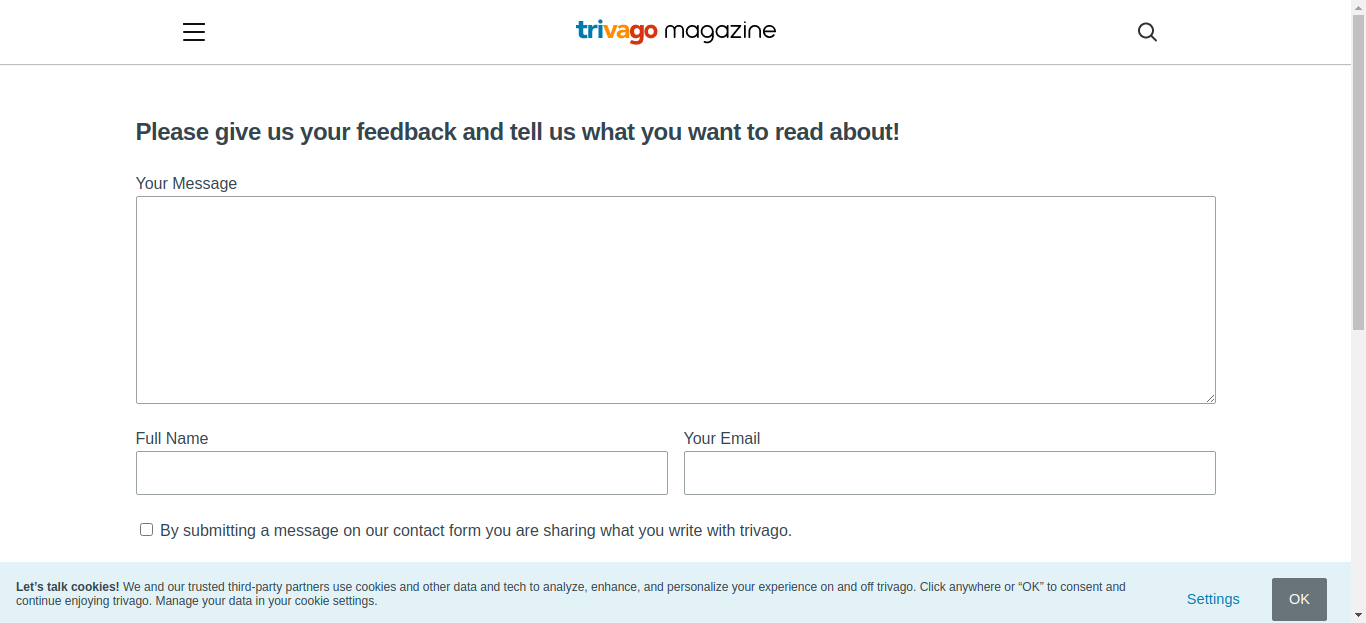 trivago magazine
Please give us your feedback and tell us what you want to read about!
Your Message
Full Name
Your Email
By submitting a message on our contact form you are sharing what you write with trivago.
Let’s talk cookies! We and our trusted third-party partners use cookies and other data and tech to analyze, enhance, and personalize your experience on and off trivago. Click anywhere or “OK” to consent and
continue enjoying trivago. Manage your data in your cookie settings.
Settings
OK